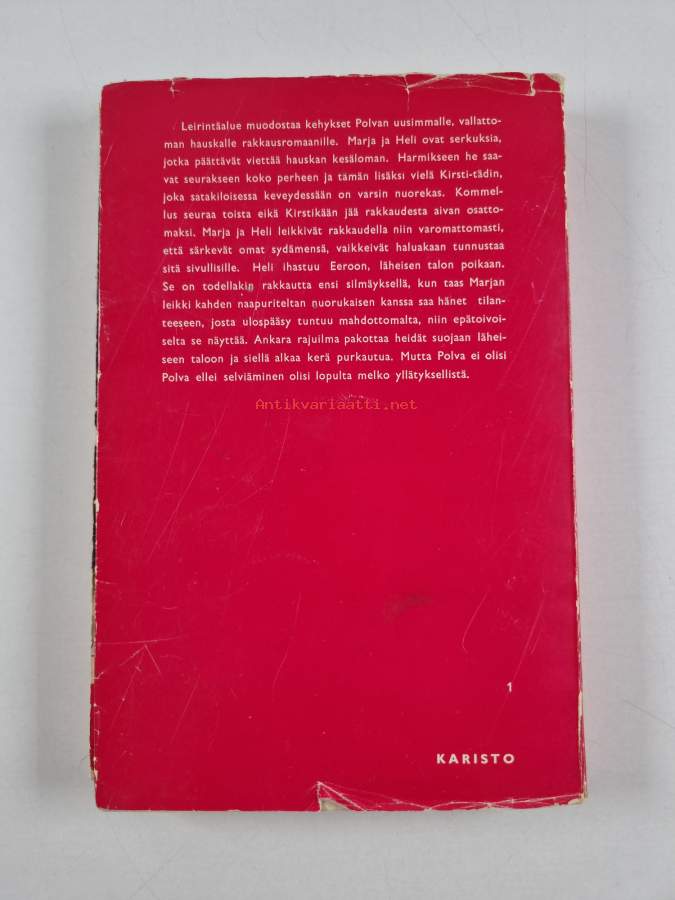 Leirintäalue muodostaa kehykset Polvan uusimmalle, vallatto-
man hauskalle rakkausromaanille. Marja ja Heli ovat serkuksia,
jotka päättävät viettää hauskan kesäloman. Harmikseen he saa-
vat seurakseen koko perheen ja tämän lisäksi vielä Kirsti-tädin,
joka satakiloisessa keveydessään on varsin nuorekas. Kommel-
lus seuraa toista eikä Kirstikään jää rakkaudesta aivan osatto-
maksi. Marja ja Heli leikkivät rakkaudella niin varomattomasti,
että särkevät omat sydämensä, vaikkeivät haluakaan tunnustaa
sitä sivullisille. Heli ihastuu Eeroon, läheisen talon poikaan.
Se on todellakin rakkautta ensi silmäyksellä, kun taas Marjan
leikki kahden naapuriteltan nuorukaisen kanssa saa hänet tilan-
teeseen, josta ulospääsy tuntuu mahdottomalta, niin epätoivoi-
selta se näyttää. Ankara rajuilma pakottaa heidät suojaan lähei-
seen taloon ja siellä alkaa kerä purkautua. Mutta Polva ei olisi
Polva ellei selviäminen olisi lopulta melko yllätyksellistä.
Antikvariaatti.net
1
KARISTO